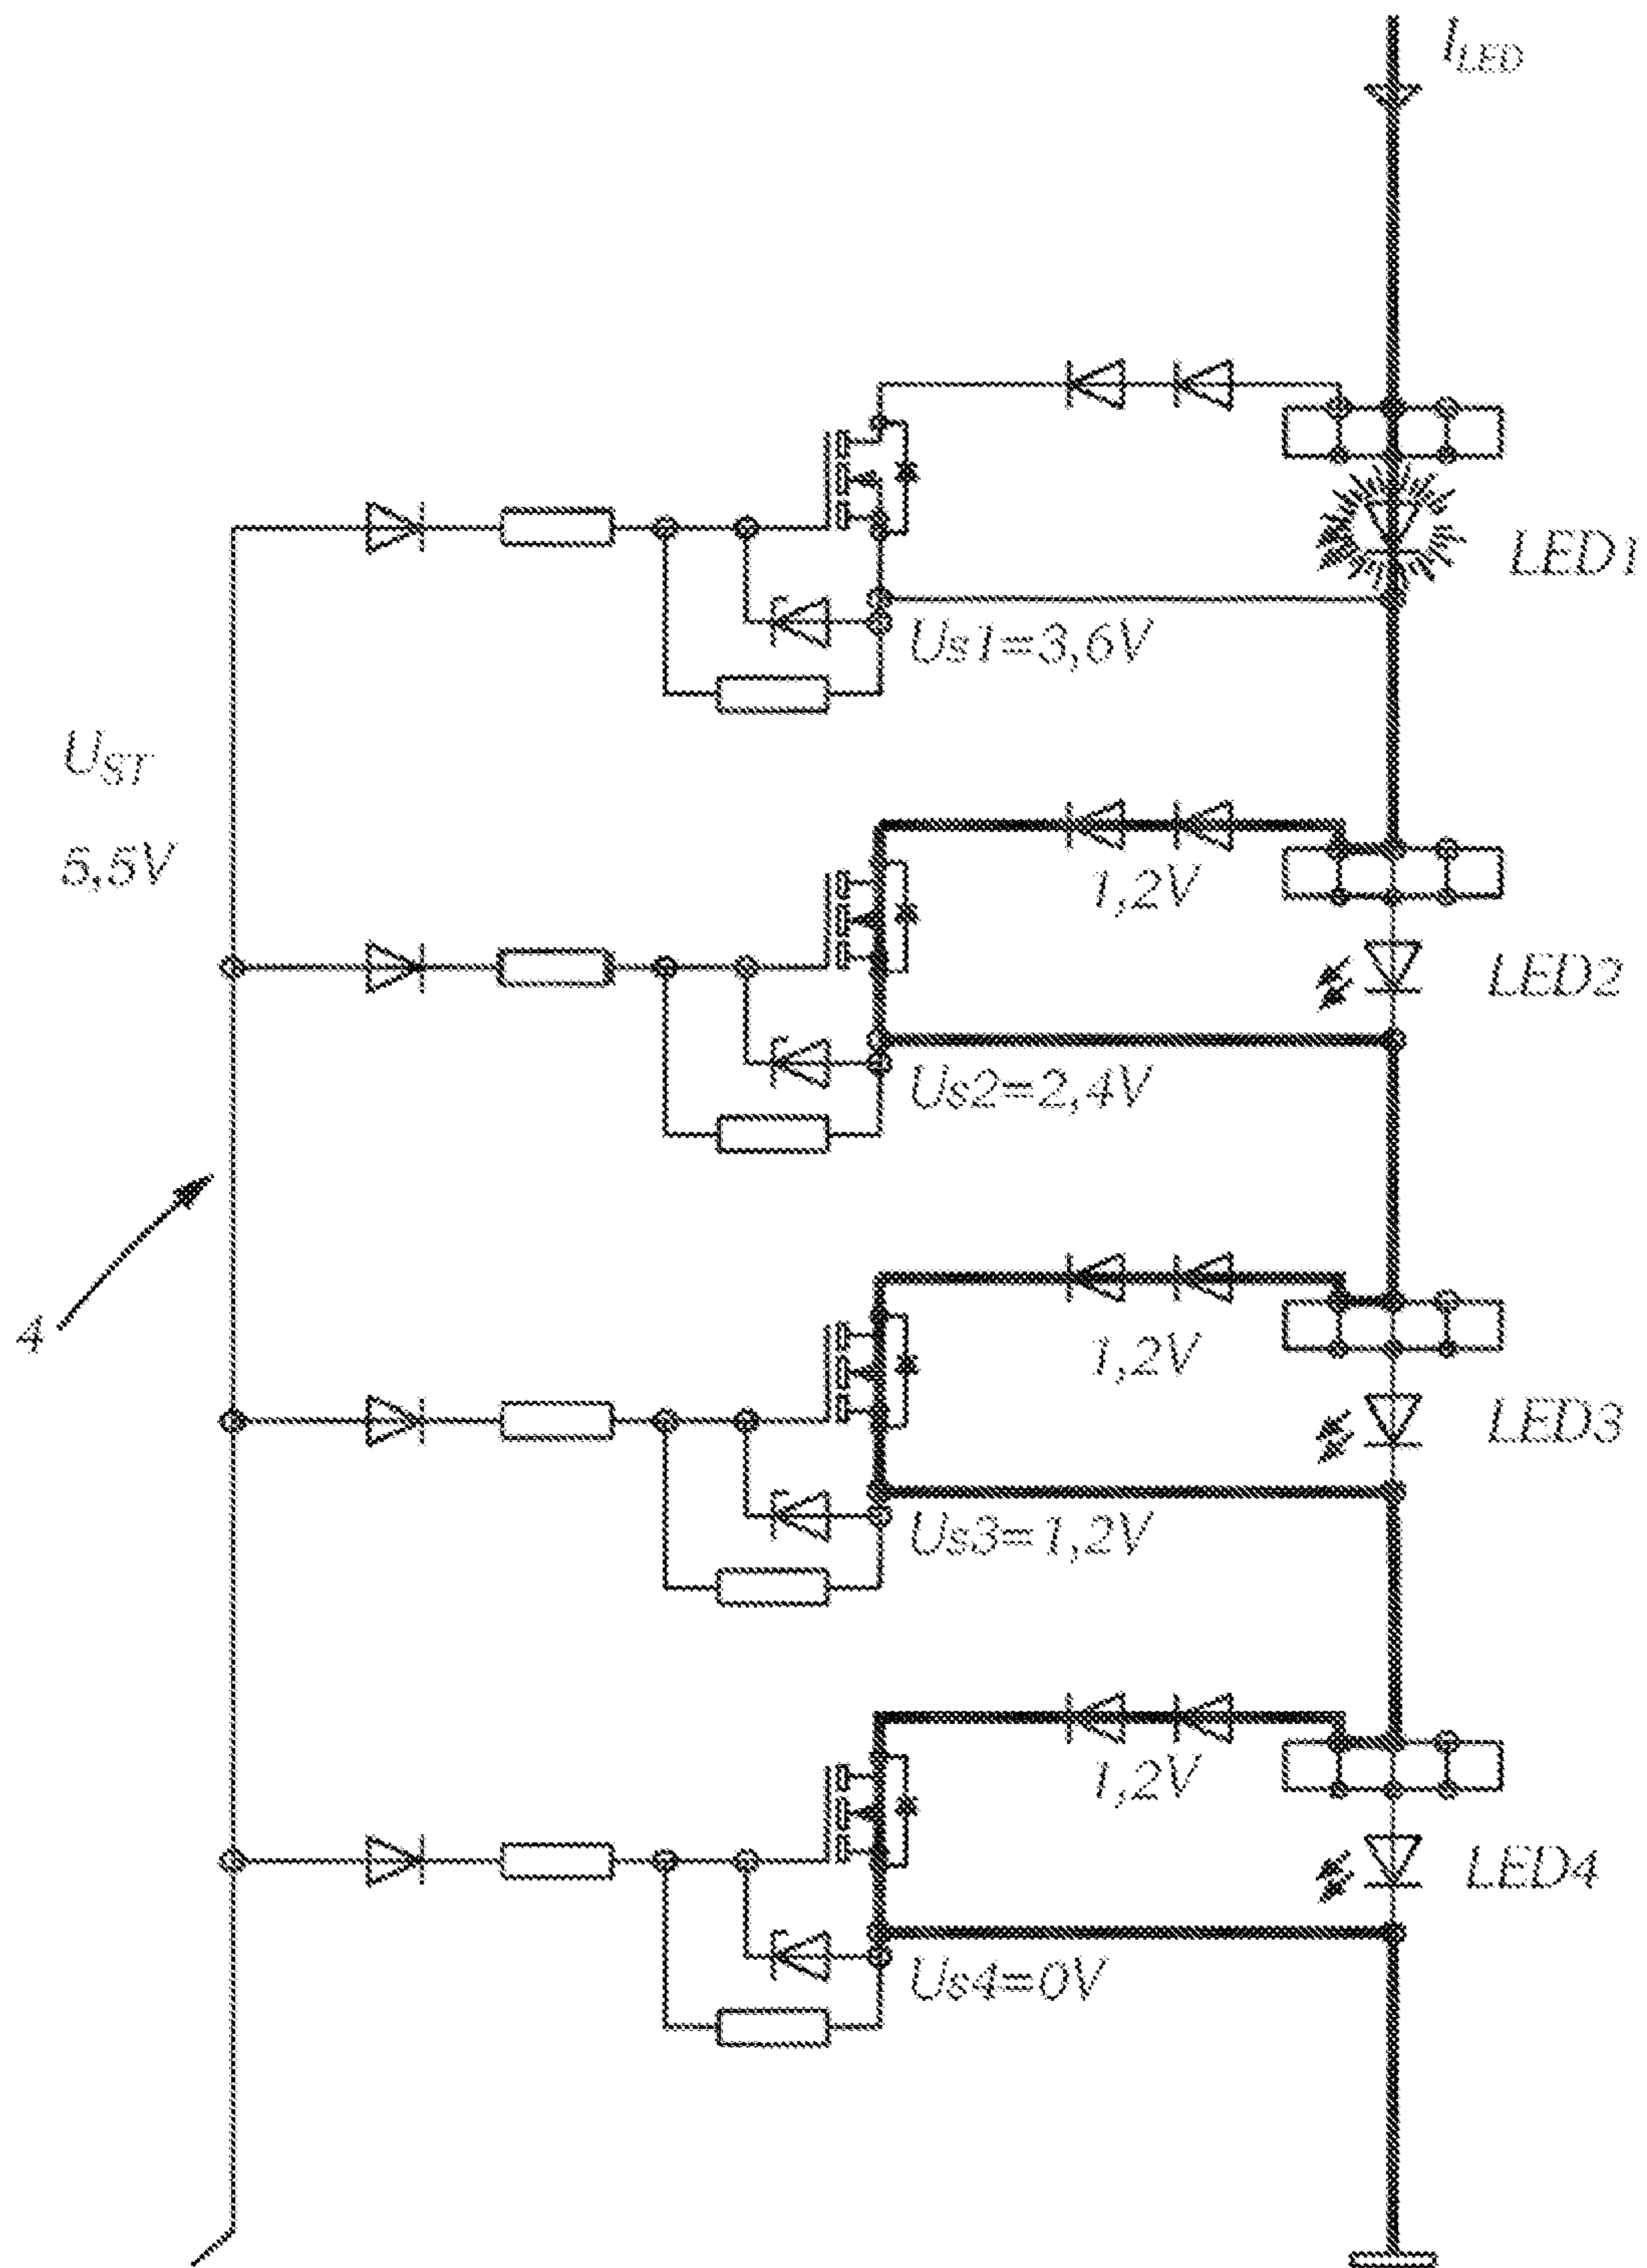 I_LED
LED1
Us1=3,6V
U_ST
5,5V
1,2V
LED2
Us2=2,4V
4
1,2V
LED3
Us3=1,2V
1,2V
LED4
Us4=0V